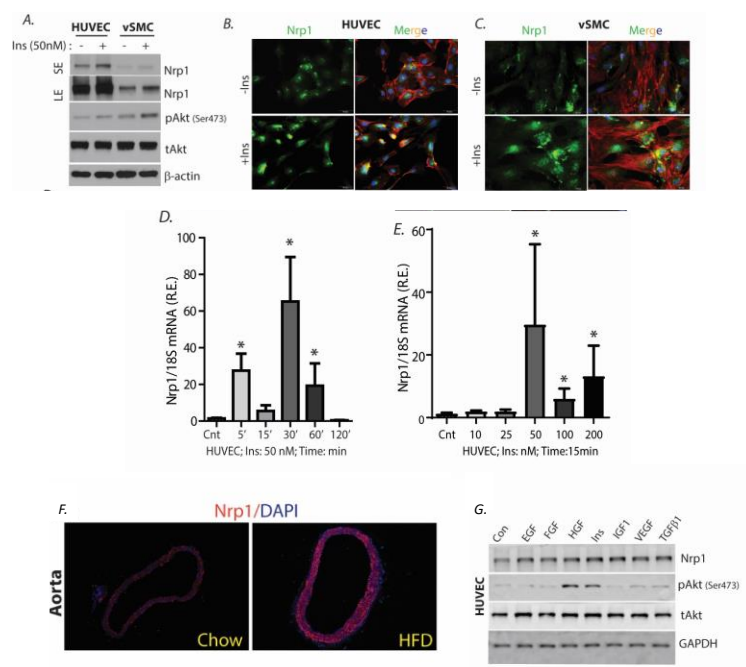 A.
HUVEC vSMC
Ins (50nM) : - + - +
SE
Nrp1
LE
Nrp1
pAkt (Ser473)
tAkt
β-actin
B.
HUVEC
Nrp1 Merge
-Ins
+Ins
C.
vSMC
Nrp1 Merge
-Ins
+Ins
D.
Nrp1/18S mRNA (R.E.)
100
80
60
40
20
0
* * *
Cnt 5' 15' 30' 60' 120'
HUVEC; Ins: 50 nM; Time: min
E.
Nrp1/18S mRNA (R.E.)
60
40
20
0
* * *
Cnt 10 25 50 100 200
HUVEC; Ins: nM; Time:15min
F.
Nrp1/DAPI
Aorta
Chow
HFD
G.
Con EGF FGF HGF Ins IGF1 VEGF TGFβ1
HUVEC
Nrp1
pAkt (Ser473)
tAkt
GAPDH